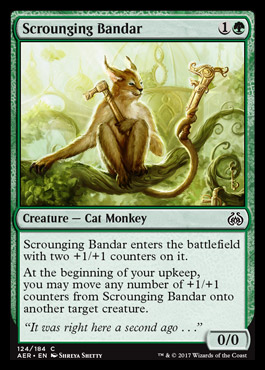 Scrounging Bandar 1
Creature — Cat Monkey
Scrounging Bandar enters the battlefield
with two +1/+1 counters on it.
At the beginning of your upkeep,
you may move any number of +1/+1
counters from Scrounging Bandar onto
another target creature.
“It was right here a second ago . . .”
0/0
124/184 C
AER • EN Shreya Shetty
™ & © 2017 Wizards of the Coast